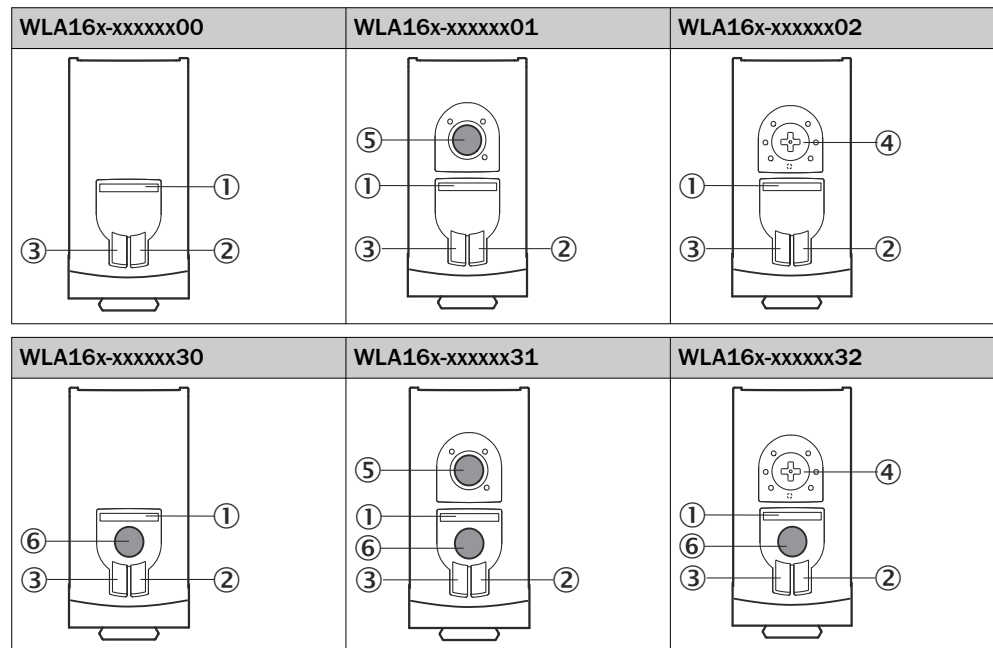 WLA16x-xxxxxx00 WLA16x-xxxxxx01 WLA16x-xxxxxx02
⑤ ④
① ① ①
③ ② ③ ② ③ ②
WLA16x-xxxxxx30 WLA16x-xxxxxx31 WLA16x-xxxxxx32
⑤ ④
① ① ①
⑥ ⑥ ⑥
③ ② ③ ② ③ ②